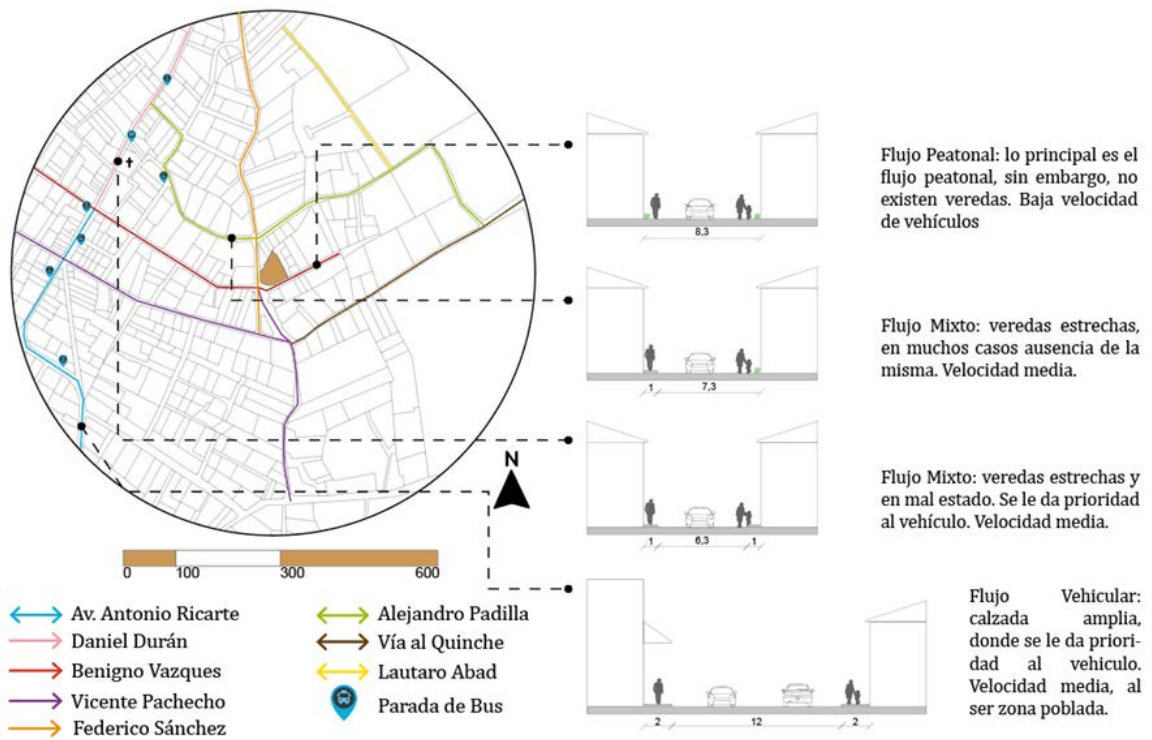 Flujo Peatonal: lo principal es el
flujo peatonal, sin embargo, no
existen veredas. Baja velocidad
de vehículos
8,3
Flujo Mixto: veredas estrechas,
en muchos casos ausencia de la
misma. Velocidad media.
1
7,3
Flujo Mixto: veredas estrechas y
en mal estado. Se le da prioridad
al vehículo. Velocidad media.
1
6,3
1
Flujo Vehicular:
calzada amplia,
donde se le da priori-
dad al vehiculo.
Velocidad media, al
ser zona poblada.
2
12
2
N
0 100 300 600
Av. Antonio Ricarte
Daniel Durán
Benigno Vazques
Vicente Pachecho
Federico Sánchez
Alejandro Padilla
Vía al Quinche
Lautaro Abad
Parada de Bus